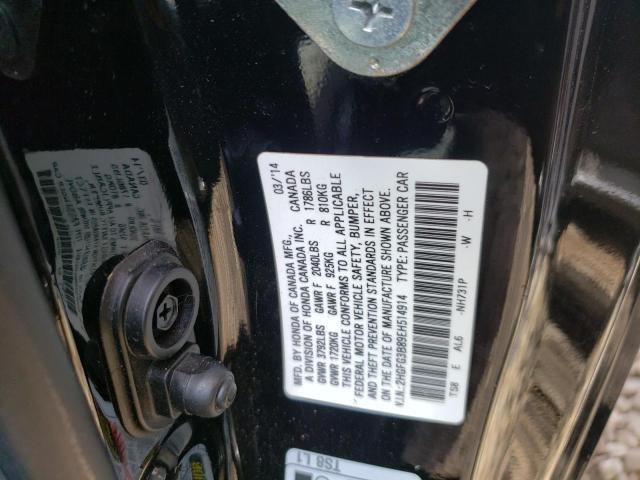 MFD. BY HONDA OF CANADA MFG., 03/'14
A DIVISION OF HONDA CANADA INC. CANADA
GVWR 3792LBS GAWR F 2040LBS R 1786LBS
GVWR 1720KG GAWR F 925KG R 810KG
THIS VEHICLE CONFORMS TO ALL APPLICABLE
FEDERAL MOTOR VEHICLE SAFETY, BUMPER,
AND THEFT PREVENTION STANDARDS IN EFFECT
ON THE DATE OF MANUFACTURE SHOWN ABOVE.
V.I.N.:2HGFG3B89EH514914 TYPE:PASSENGER CAR
TS8 E AL6 -NH731P -W -H
TS8 L1